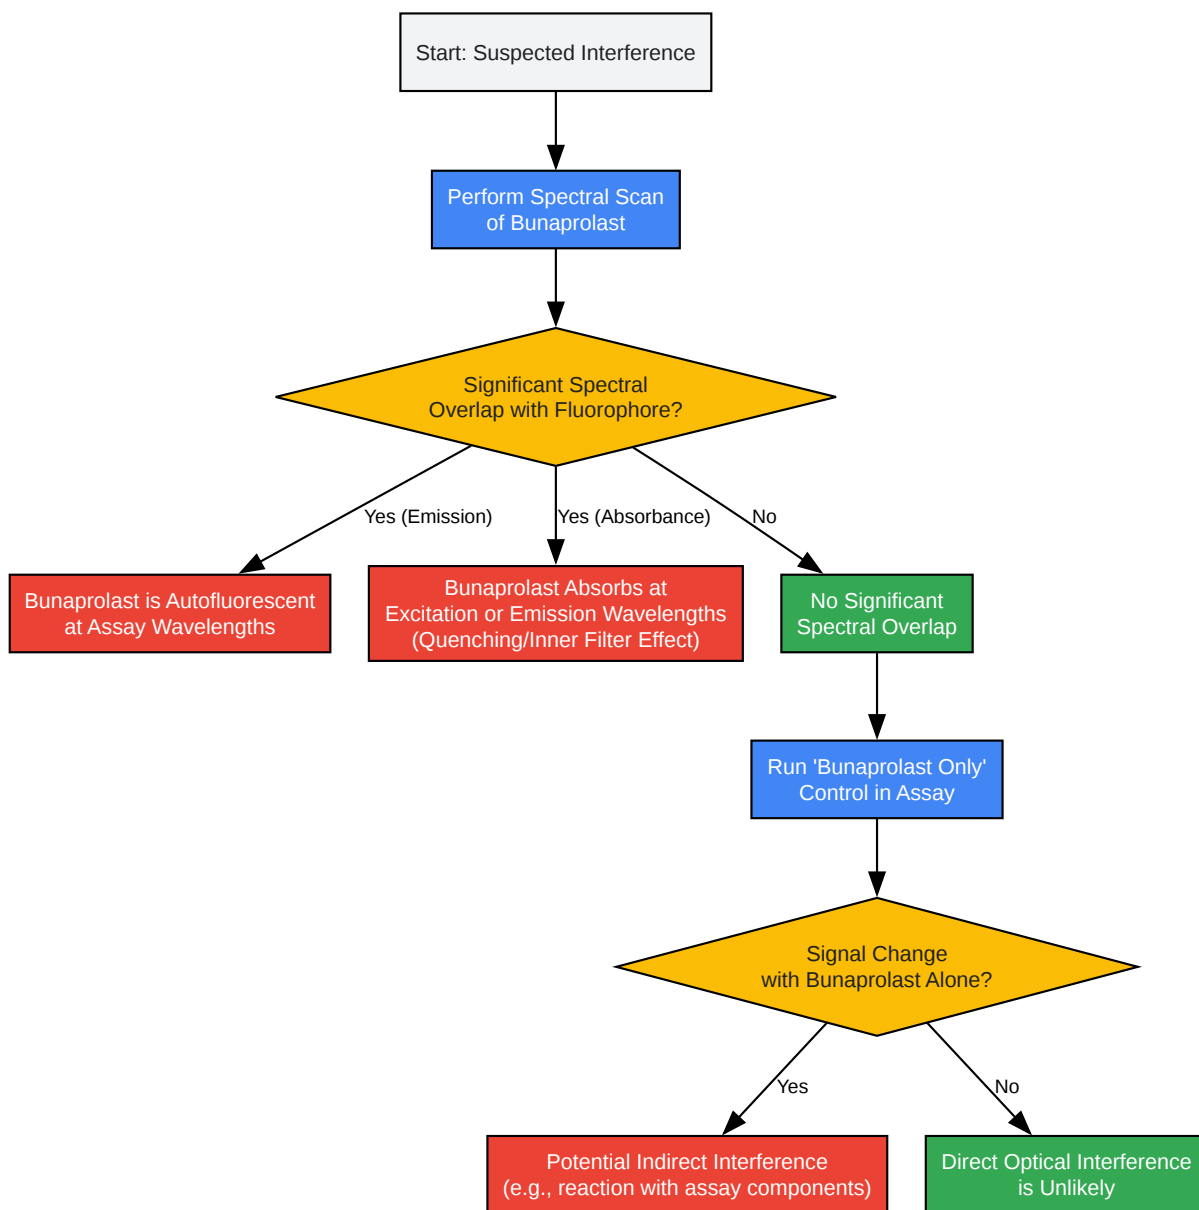 Start: Suspected Interference
Perform Spectral Scan
of Bunaprolast
Significant Spectral
Overlap with Fluorophore?
Yes (Emission)
Yes (Absorbance)
No
Bunaprolast is Autofluorescent
at Assay Wavelengths
Bunaprolast Absorbs at
Excitation or Emission Wavelengths
(Quenching/Inner Filter Effect)
No Significant
Spectral Overlap
Run 'Bunaprolast Only'
Control in Assay
Signal Change
with Bunaprolast Alone?
Yes
No
Potential Indirect Interference
(e.g., reaction with assay components)
Direct Optical Interference
is Unlikely